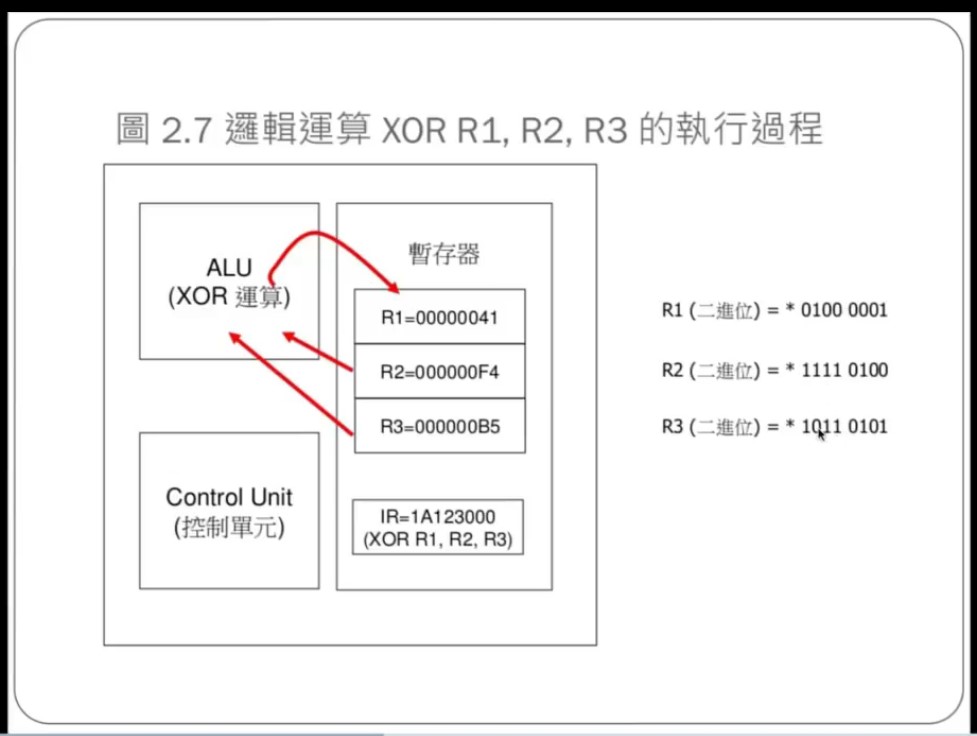 圖 2.7 邏輯運算 XOR R1, R2, R3 的執行過程
ALU
(XOR 運算)
暫存器
R1=00000041
R2=000000F4
R3=000000B5
Control Unit
(控制單元)
IR=1A123000
(XOR R1, R2, R3)
R1 (二進位) = * 0100 0001
R2 (二進位) = * 1111 0100
R3 (二進位) = * 1011 0101